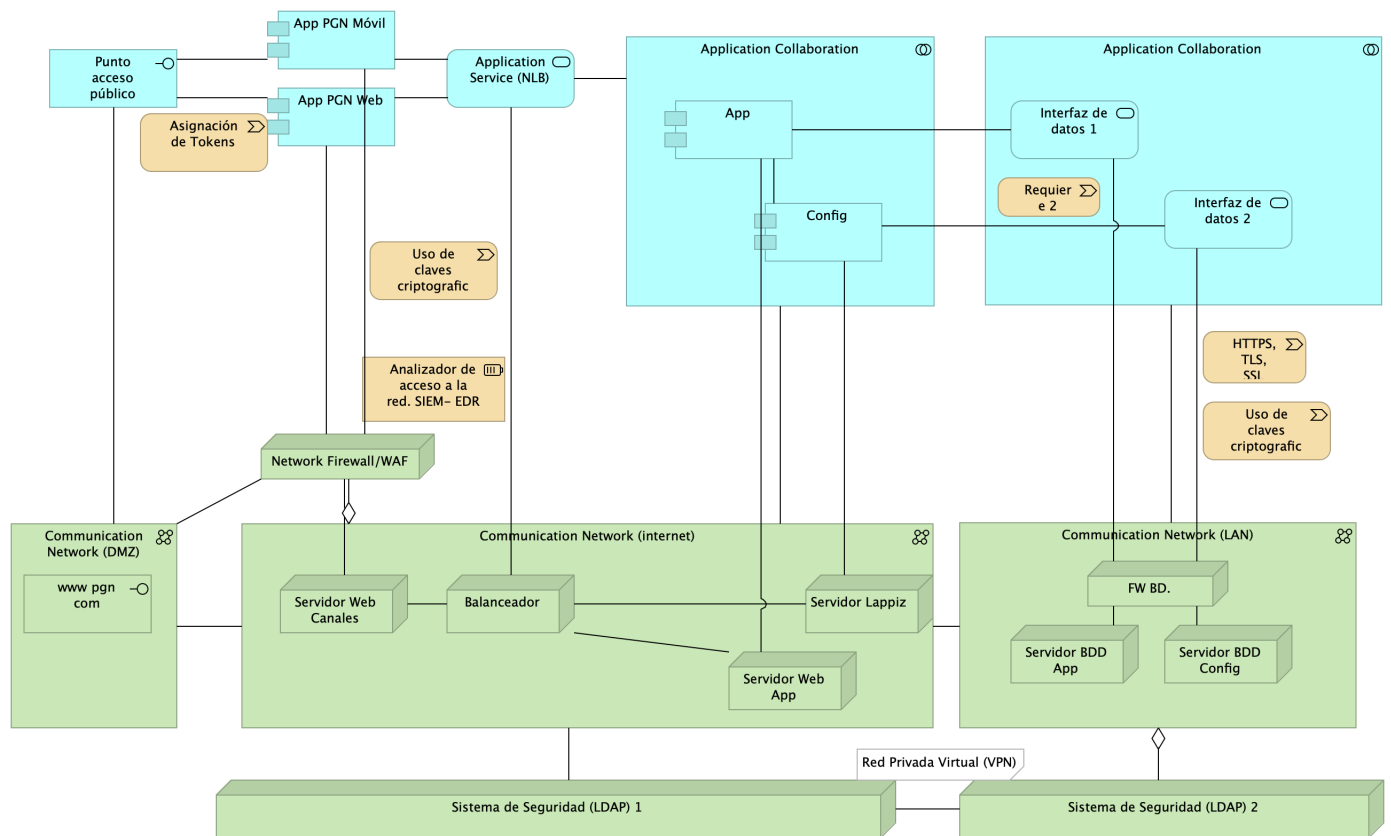 App PGN Móvil
Punto
acceso
público
Application
Service (NLB)
Application Collaboration
Application Collaboration
App PGN Web
Asignación
de Tokens
App
Interfaz de
datos 1
Requier
e 2
Config
Interfaz de
datos 2
Uso de
claves
criptografic
HTTPS,
TLS,
SSL
Analizador de
acceso a la
red. SIEM- EDR
Uso de
claves
criptografic
Network Firewall/WAF
Communication
Network (DMZ)
www pgn
com
Communication Network (internet)
Servidor Web
Canales
Balanceador
Servidor Lappiz
Servidor Web
App
Communication Network (LAN)
FW BD.
Servidor BDD
App
Servidor BDD
Config
Red Privada Virtual (VPN)
Sistema de Seguridad (LDAP) 1
Sistema de Seguridad (LDAP) 2